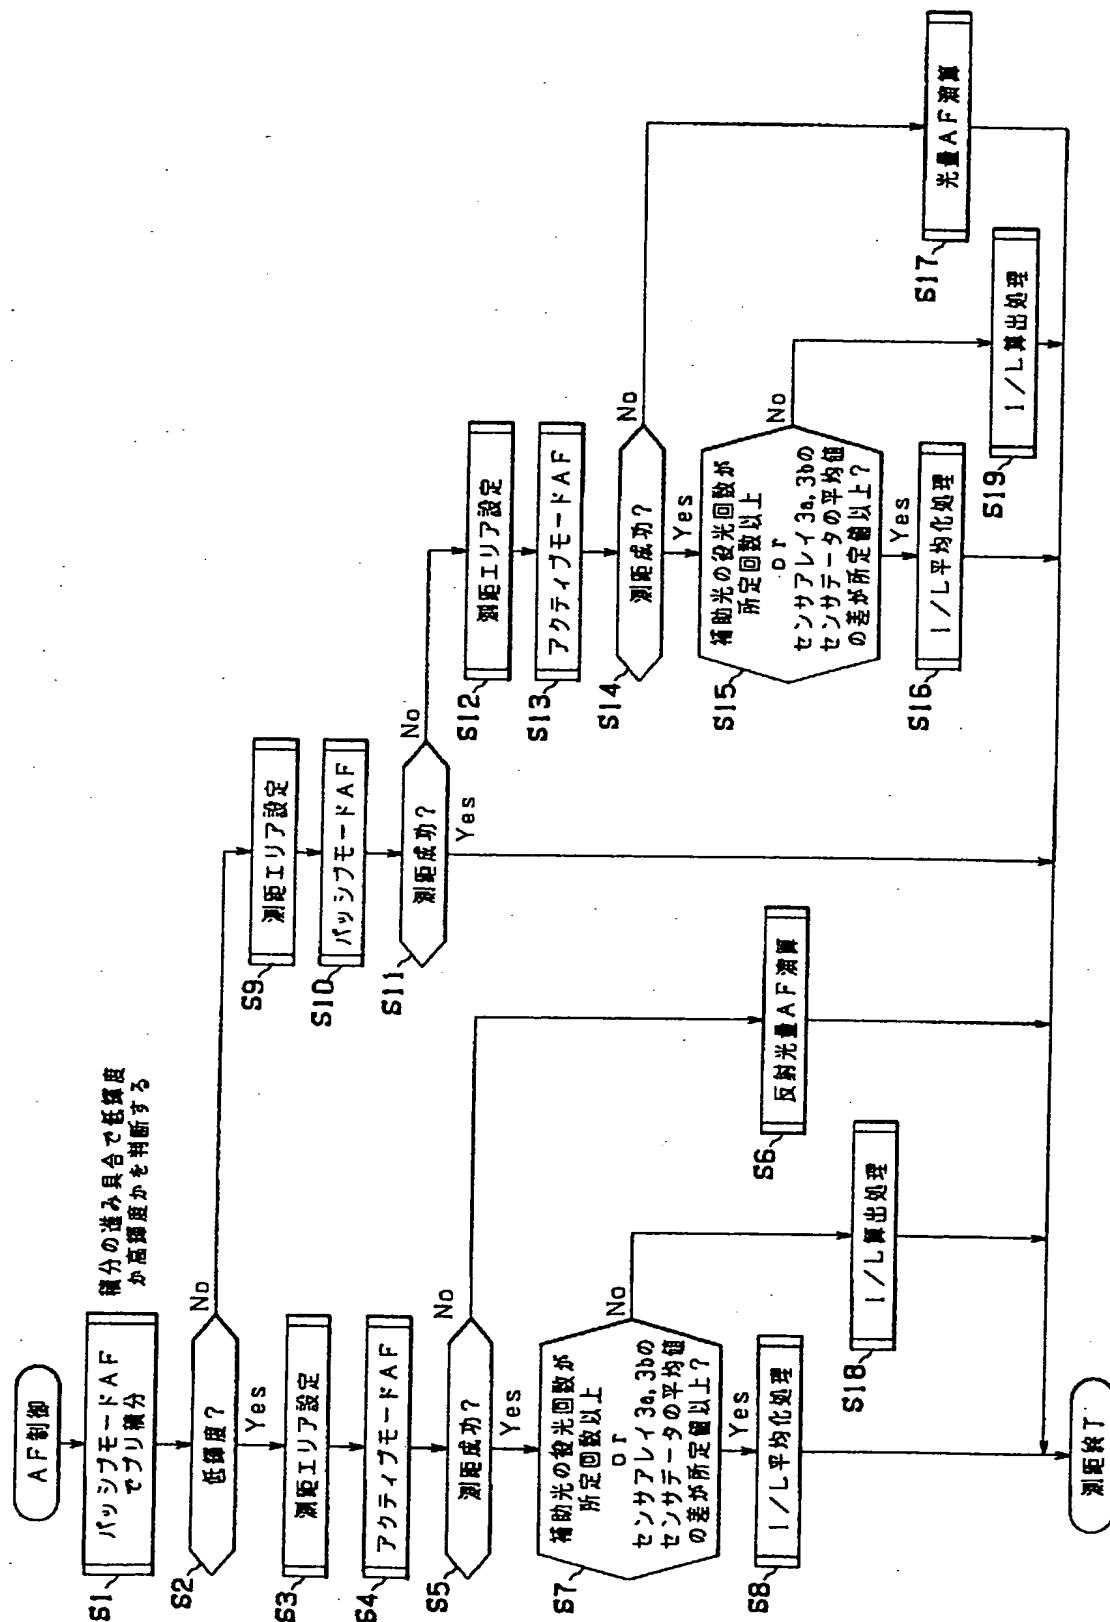 AF制御
S1
パッシブモードAF
でプリ積分
積分の進み具合で低輝度
か高輝度かを判断する
S2
低輝度?
No
Yes
S3
測距エリア設定
S4
アクティブモードAF
S5
測距成功?
No
Yes
S7
補助光の投光回数が
所定回数以上
or
センサアレイ3a,3bの
センサデータの平均値
の差が所定値以上?
No
Yes
S8
1/L平均化処理
S18
1/L算出処理
S6
反射光量AF演算
S9
測距エリア設定
S10
パッシブモードAF
S11
測距成功?
No
Yes
S12
測距エリア設定
S13
アクティブモードAF
S14
測距成功?
No
Yes
S15
補助光の投光回数が
所定回数以上
or
センサアレイ3a,3bの
センサデータの平均値
の差が所定値以上?
No
Yes
S16
1/L平均化処理
S19
1/L算出処理
S17
光量AF演算
測距終了